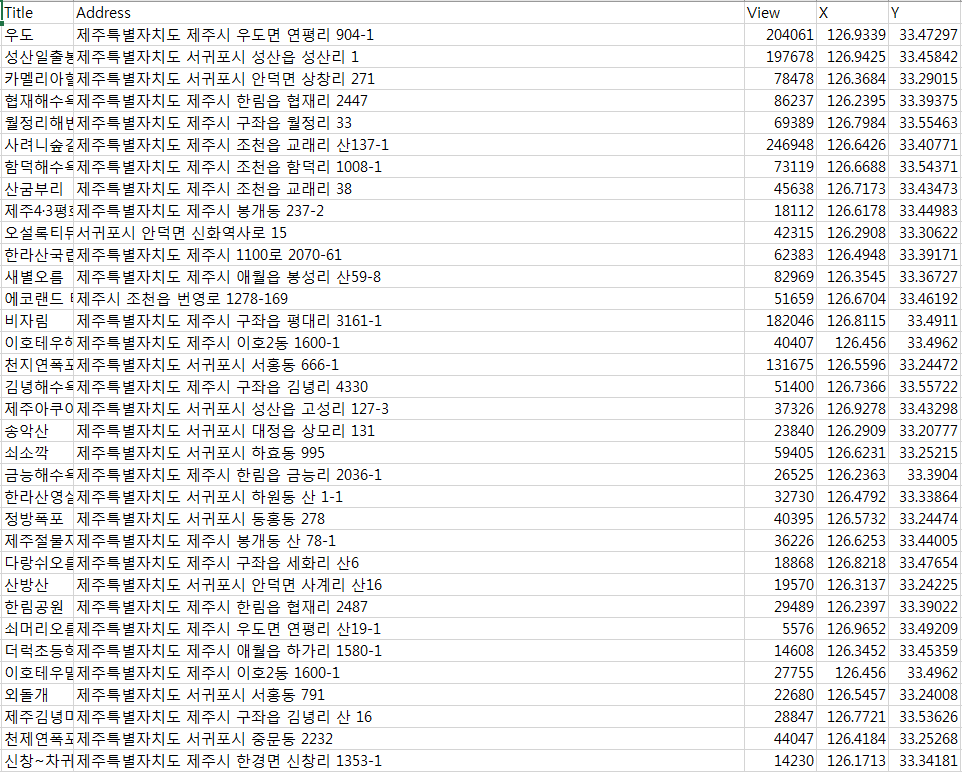 Title Address View X Y
우도 제주특별자치도 제주시 우도면 연평리 904-1 204061 126.9339 33.47297
성산일출봉 제주특별자치도 서귀포시 성산읍 성산리 1 197678 126.9425 33.45842
카멜리아힐 제주특별자치도 서귀포시 안덕면 상창리 271 78478 126.3684 33.29015
협재해수욕 제주특별자치도 제주시 한림읍 협재리 2447 86237 126.2395 33.39375
월정리해변 제주특별자치도 제주시 구좌읍 월정리 33 69389 126.7984 33.55463
사려니숲길 제주특별자치도 제주시 조천읍 교래리 산137-1 246948 126.6426 33.40771
함덕해수욕 제주특별자치도 제주시 조천읍 함덕리 1008-1 73119 126.6688 33.54371
산굼부리 제주특별자치도 제주시 조천읍 교래리 38 45638 126.7173 33.43473
제주4·3평화 제주특별자치도 제주시 봉개동 237-2 18112 126.6178 33.44983
오설록티뮤 서귀포시 안덕면 신화역사로 15 42315 126.2908 33.30622
한라산국립 제주특별자치도 제주시 1100로 2070-61 62383 126.4948 33.39171
새별오름 제주특별자치도 제주시 애월읍 봉성리 산59-8 82969 126.3545 33.36727
에코랜드 제주시 조천읍 번영로 1278-169 51659 126.6704 33.46192
비자림 제주특별자치도 제주시 구좌읍 평대리 3161-1 182046 126.8115 33.4911
이호테우해 제주특별자치도 제주시 이호2동 1600-1 40407 126.456 33.4962
천지연폭포 제주특별자치도 서귀포시 서홍동 666-1 131675 126.5596 33.24472
김녕해수욕 제주특별자치도 제주시 구좌읍 김녕리 4330 51400 126.7366 33.55722
제주아쿠아 제주특별자치도 서귀포시 성산읍 고성리 127-3 37326 126.9278 33.43298
송악산 제주특별자치도 서귀포시 대정읍 상모리 131 23840 126.2909 33.20777
쇠소깍 제주특별자치도 서귀포시 하효동 995 59405 126.6231 33.25215
금능해수욕 제주특별자치도 제주시 한림읍 금능리 2036-1 26525 126.2363 33.3904
한라산영실 제주특별자치도 서귀포시 하원동 산 1-1 32730 126.4792 33.33864
정방폭포 제주특별자치도 서귀포시 동홍동 278 40395 126.5732 33.24474
제주절물자 제주특별자치도 제주시 봉개동 산 78-1 36226 126.6253 33.44005
다랑쉬오름 제주특별자치도 제주시 구좌읍 세화리 산6 18868 126.8218 33.47654
산방산 제주특별자치도 서귀포시 안덕면 사계리 산16 19570 126.3137 33.24225
한림공원 제주특별자치도 제주시 한림읍 협재리 2487 29489 126.2397 33.39022
쇠머리오름 제주특별자치도 제주시 우도면 연평리 산19-1 5576 126.9652 33.49209
더럭초등학 제주특별자치도 제주시 애월읍 하가리 1580-1 14608 126.3452 33.45359
이호테우말 제주특별자치도 제주시 이호2동 1600-1 27755 126.456 33.4962
외돌개 제주특별자치도 서귀포시 서홍동 791 22680 126.5457 33.24008
제주김녕미 제주특별자치도 제주시 구좌읍 김녕리 산 16 28847 126.7721 33.53626
천제연폭포 제주특별자치도 서귀포시 중문동 2232 44047 126.4184 33.25268
신창~차귀 제주특별자치도 제주시 한경면 신창리 1353-1 14230 126.1713 33.34181